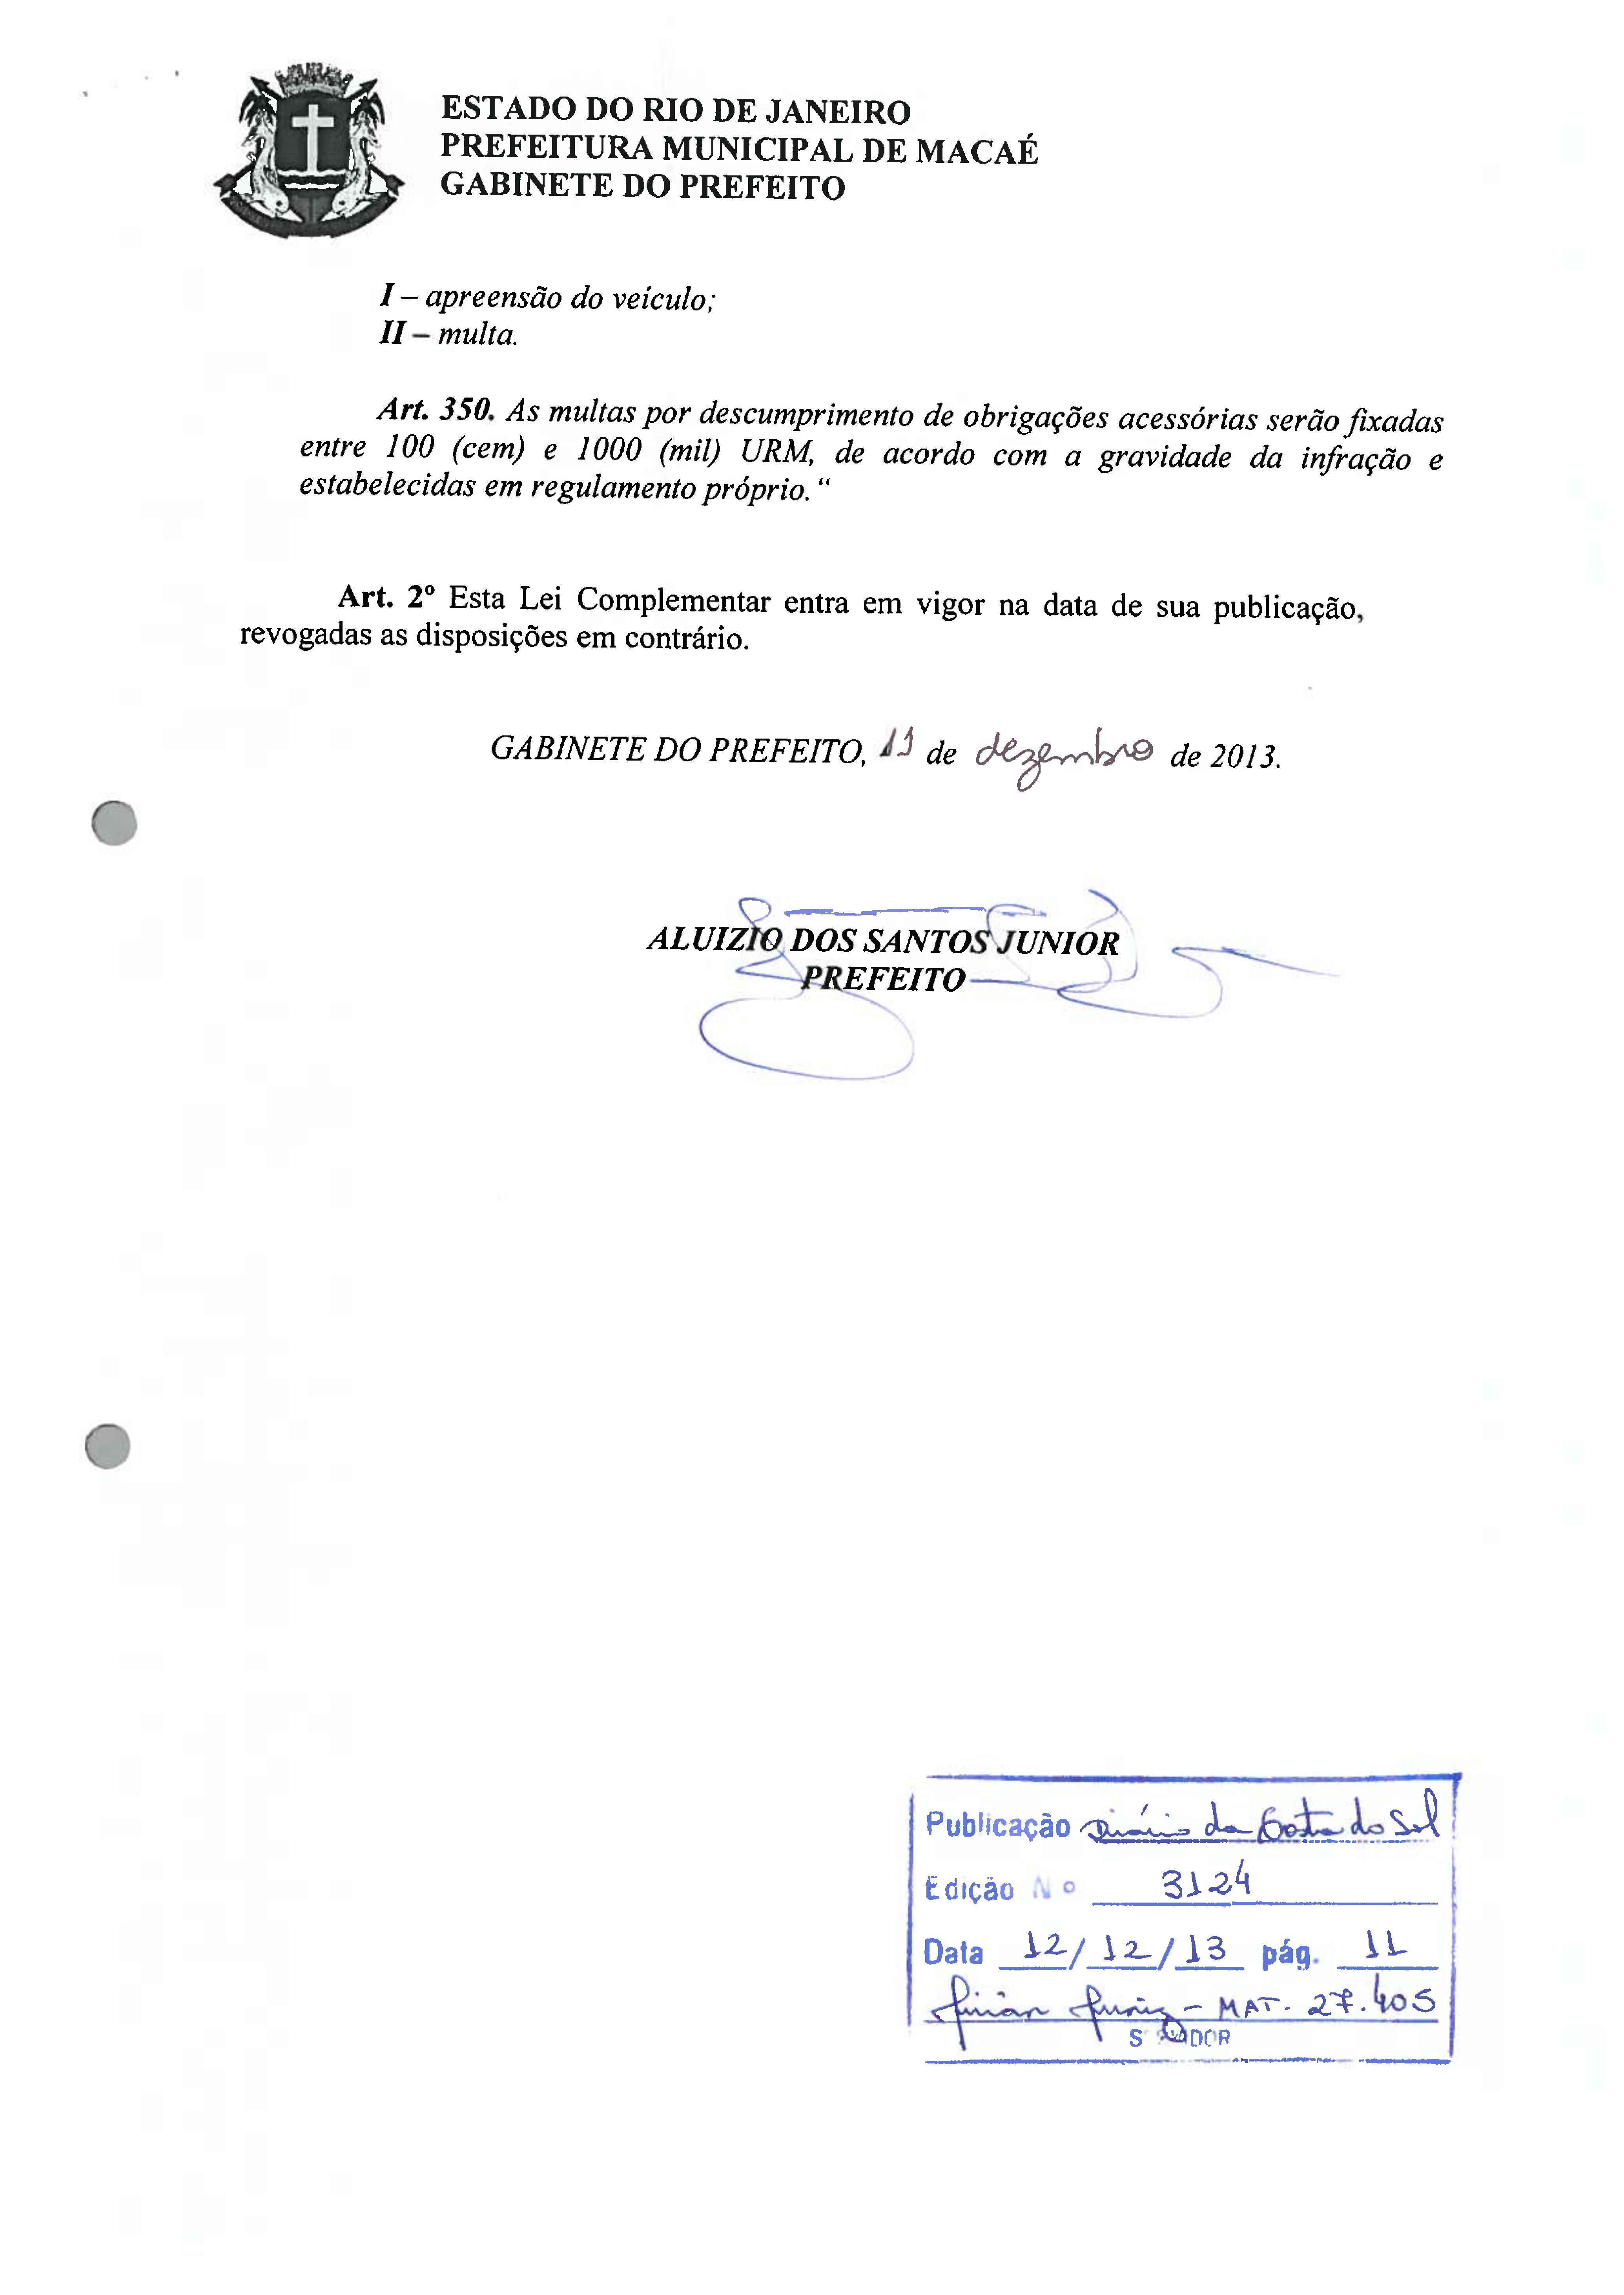 ESTADO DO RIO DE JANEIRO
PREFEITURA MUNICIPAL DE MACAÉ
GABINETE DO PREFEITO
I – apreensão do veículo;
II – multa.
Art. 350. As multas por descumprimento de obrigações acessórias serão fixadas
entre 100 (cem) e 1000 (mil) URM, de acordo com a gravidade da infração e
estabelecidas em regulamento próprio. “
Art. 2º Esta Lei Complementar entra em vigor na data de sua publicação,
revogadas as disposições em contrário.
GABINETE DO PREFEITO, 11 de dezembro de 2013.
ALUIZIO DOS SANTOS JUNIOR
PREFEITO
Publicação Diário da Costa do Sol
Edição Nº 3124
Data 12/12/13 pág. 11
– MAT. 27.405